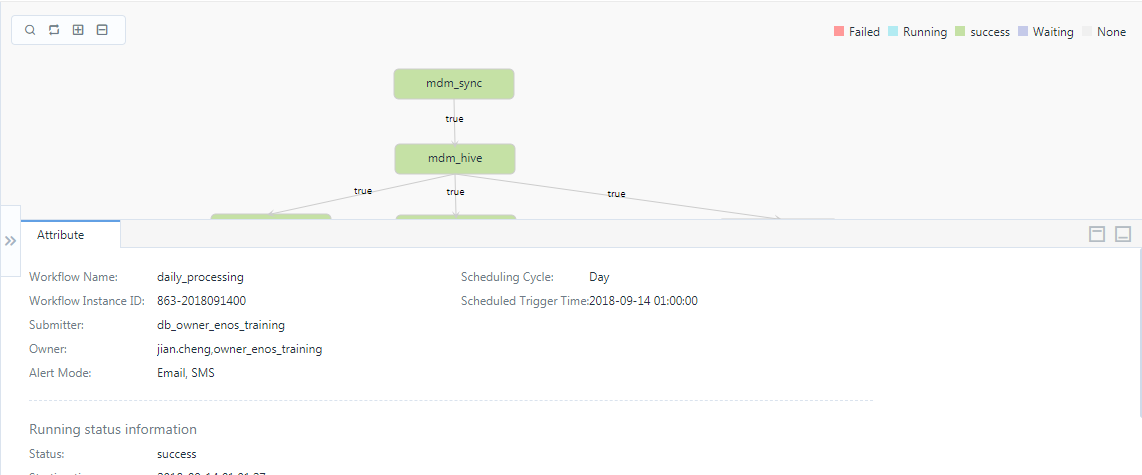 Failed Running success Waiting None
mdm_sync
true
mdm_hive
true true true
Attribute
Workflow Name: daily_processing Scheduling Cycle: Day
Workflow Instance ID: 863-2018091400 Scheduled Trigger Time:2018-09-14 01:00:00
Submitter: db_owner_enos_training
Owner: jian.cheng,owner_enos_training
Alert Mode: Email, SMS
Running status information
Status: success